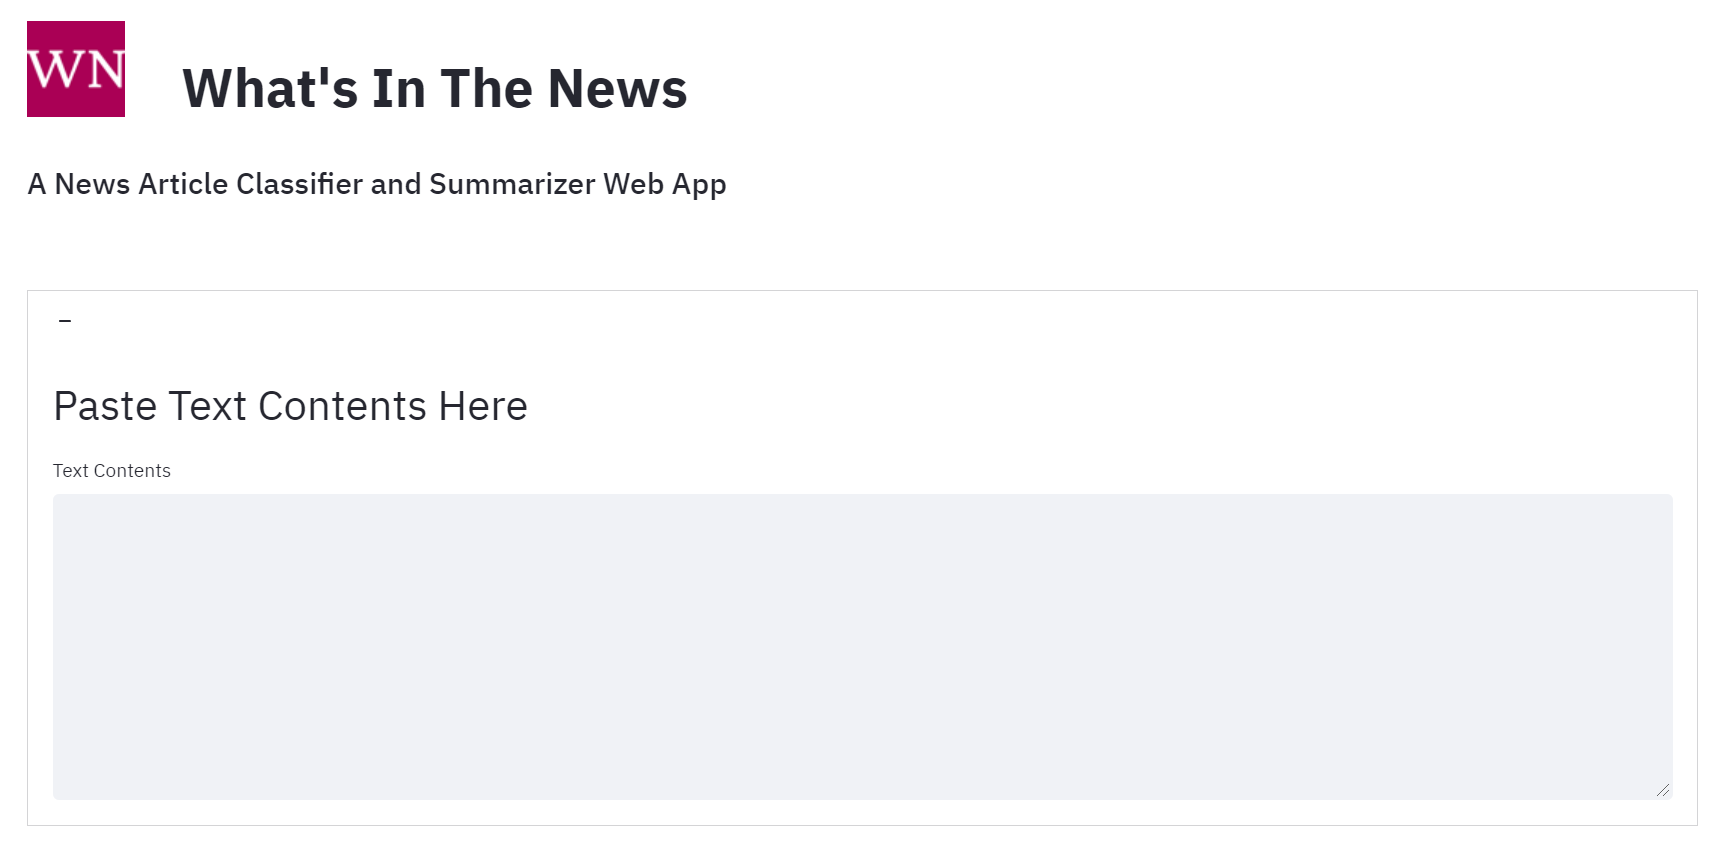 WN
What's In The News
A News Article Classifier and Summarizer Web App
–
Paste Text Contents Here
Text Contents